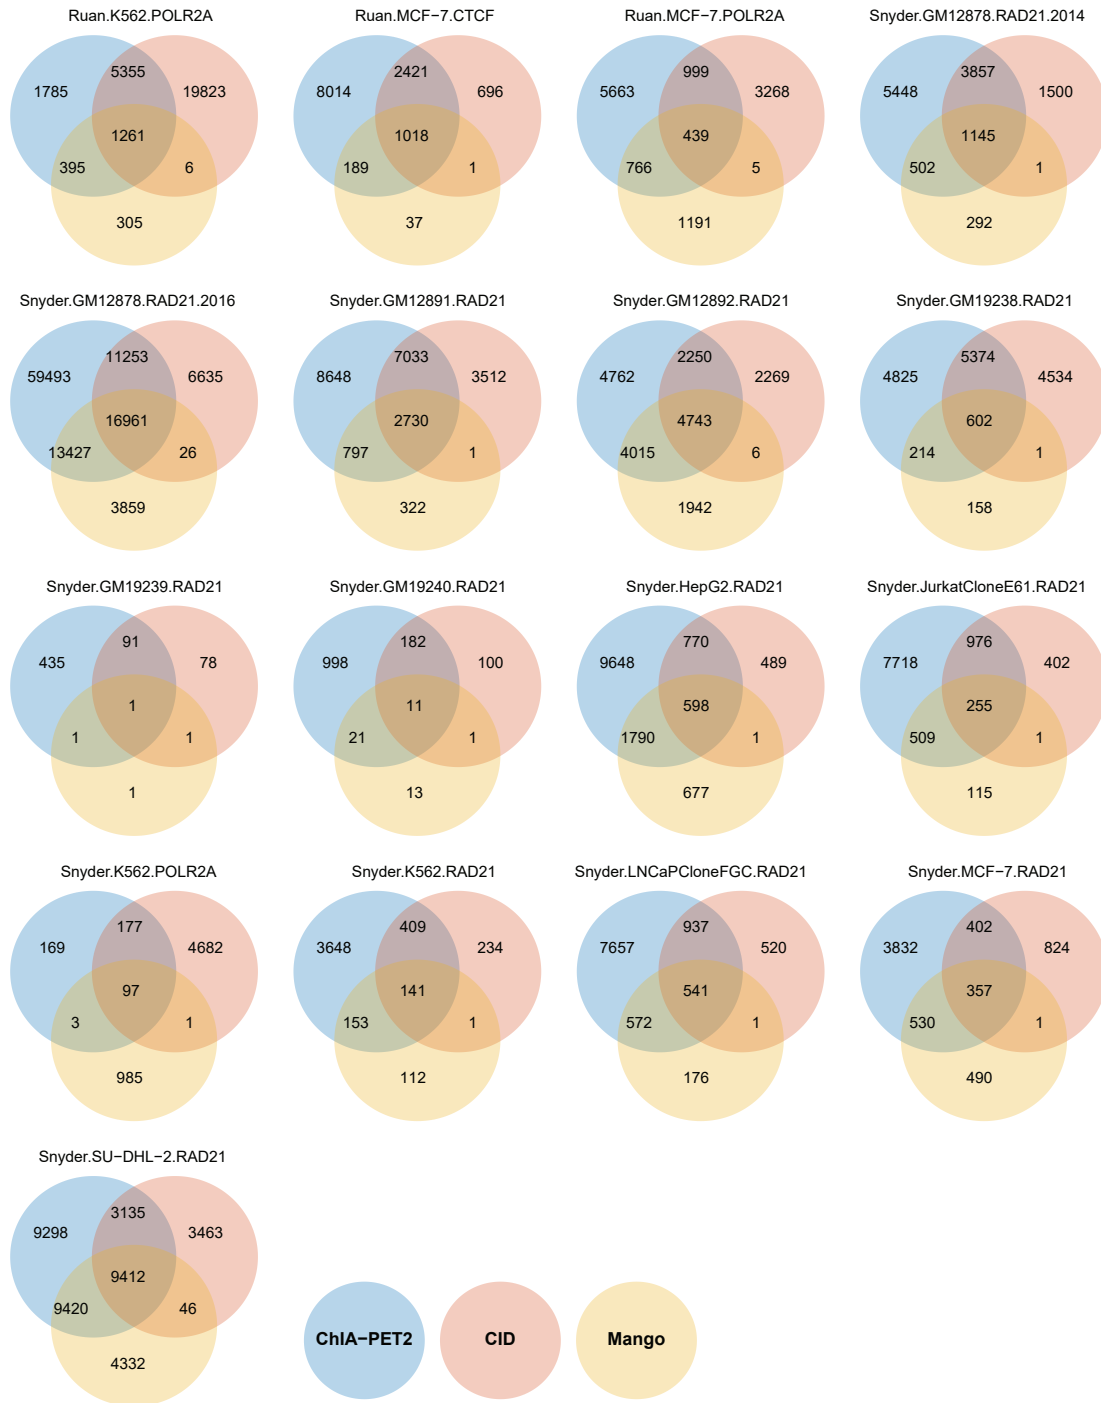 Ruan.K562.POLR2A Ruan.MCF−7.CTCF Ruan.MCF−7.POLR2A Snyder.GM12878.RAD21.2014
5355 2421 999 3857
1785 19823 8014 696 5663 3268 5448 1500
1261 1018 439 1145
395 6 189 1 766 5 502 1
305 37 1191 292
Snyder.GM12878.RAD21.2016 Snyder.GM12891.RAD21 Snyder.GM12892.RAD21 Snyder.GM19238.RAD21
11253 7033 2250 5374
59493 6635 8648 3512 4762 2269 4825 4534
16961 2730 4743 602
13427 26 797 1 4015 6 214 1
3859 322 1942 158
Snyder.GM19239.RAD21 Snyder.GM19240.RAD21 Snyder.HepG2.RAD21 Snyder.JurkatCloneE61.RAD21
91 182 770 976
435 78 998 100 9648 489 7718 402
1 11 598 255
1 1 21 1 1790 1 509 1
1 13 677 115
Snyder.K562.POLR2A Snyder.K562.RAD21 Snyder.LNCaPCloneFGC.RAD21 Snyder.MCF−7.RAD21
177 409 937 402
169 4682 3648 234 7657 520 3832 824
97 141 541 357
3 1 153 1 572 1 530 1
985 112 176 490
Snyder.SU−DHL−2.RAD21
3135
9298 3463
9412
9420 46
4332
ChIA−PET2 CID Mango